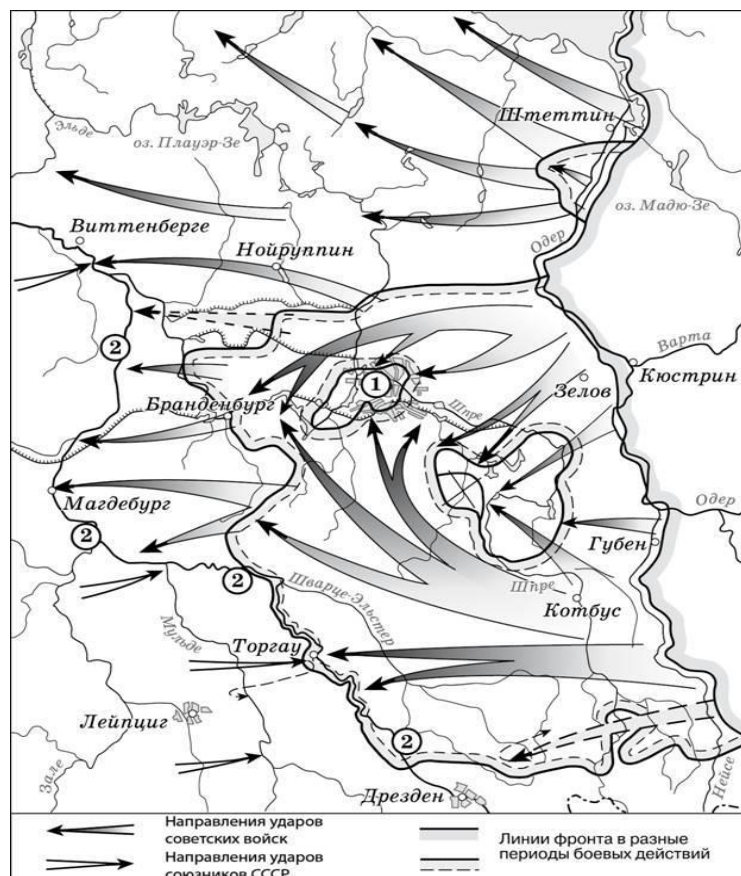 Штеттин
Эльде
оз. Плауэр-Зе
оз. Мадю-Зе
Виттенберге
Одер
Нойруппин
Варта
2
1
Кюстрин
Зелов
Шпре
Бранденбург
Одер
Магдебург
2
Губен
2
Шпре
Шварце-Эльстер
Котбус
Мульде
Торгау
Лейпциг
2
Зале
Нейсе
Дрезден
Направления ударов
советских войск
Направления ударов
союзников СССР
Линии фронта в разные
периоды боевых действий